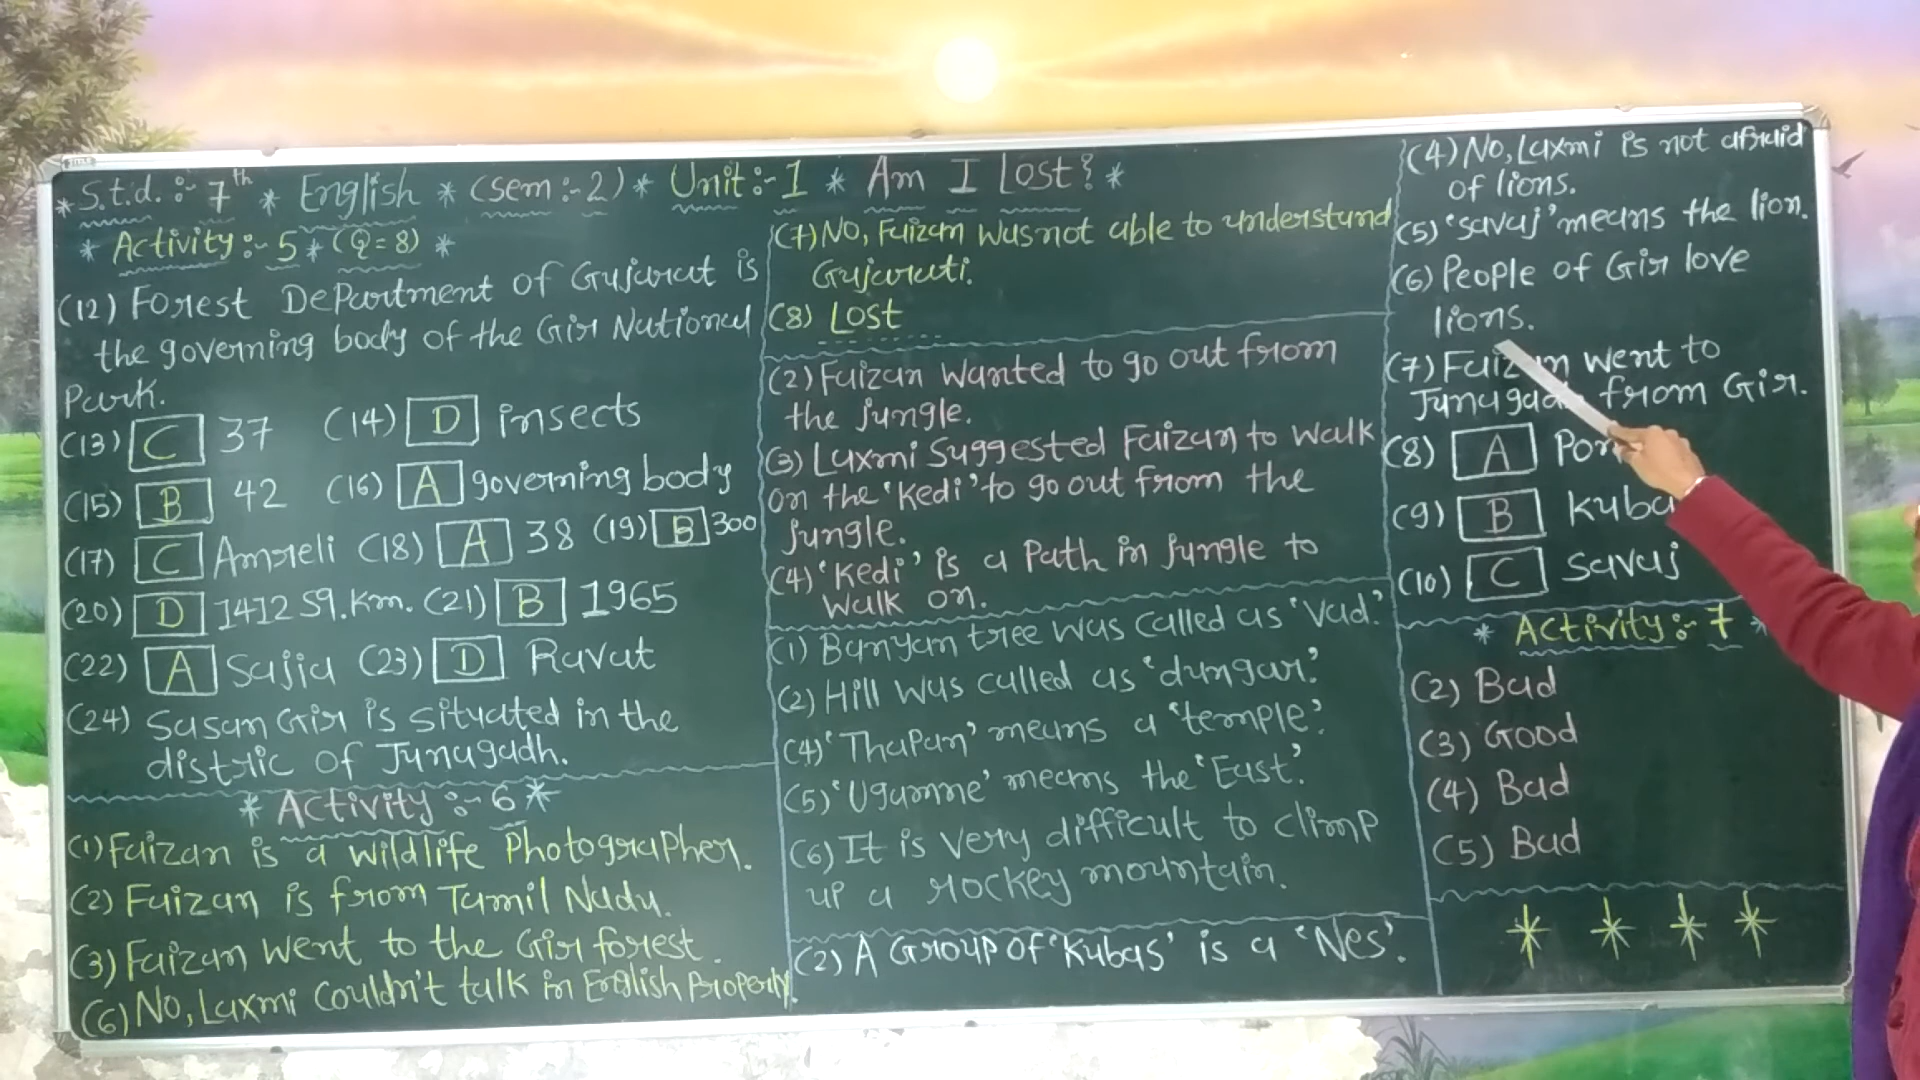 *S.t.d. :- 7th * English * (Sem :- 2) * Unit :- 1 * Am I Lost? *
* Activity :- 5 * (Q = 8) *
(12) Forest Department of Gujarat is
the governing body of the Gir National
Park.
(13) C 37 (14) D insects
(15) B 42 (16) A governing body
(17) C Amreli (18) A 38 (19) B 300
(20) D 1412 Sq. Km. (21) B 1965
(22) A Sajia (23) D Ravat
(24) Sasan Gir is situated in the
distric of Junagadh.
* Activity :- 6 *
(1) Faizan is a wildlife Photographer.
(2) Faizan is from Tamil Nadu.
(3) Faizan went to the Gir forest.
(6) No, Laxmi Couldn't talk in English Properly.
(7) No, Faizan was not able to understand
Gujarati.
(8) Lost
(2) Faizan wanted to go out from
the jungle.
(3) Laxmi Suggested Faizan to walk
on the 'Kedi' to go out from the
jungle.
(4) 'Kedi' is a Path in jungle to
walk on.
(1) Banyan tree was called as 'Vad.'
(2) Hill was called as 'dungar.'
(4) 'Thapan' means a 'temple'.
(5) 'Ugamne' means the 'East'.
(6) It is very difficult to climp
up a rockey mountain.
(2) A Group of 'Kubas' is a 'Nes'.
(4) No, Laxmi is not afraid
of lions.
(5) 'Savaj' means the lion.
(6) People of Gir love
lions.
(7) Faizan went to
Junagadh from Gir.
(8) A
(9) B Kuba
(10) C Savaj
* Activity :- 7 *
(2) Bad
(3) Good
(4) Bad
(5) Bad